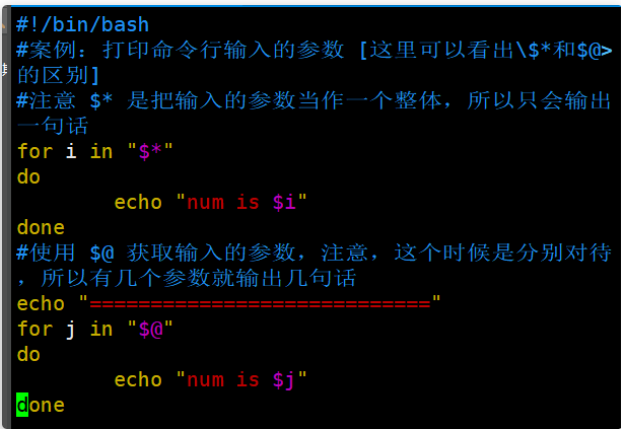 #!/bin/bash
#案例：打印命令行输入的参数 [这里可以看出\$*和$@>
的区别]
#注意 $* 是把输入的参数当作一个整体，所以只会输出
一句话
for i in "$*"
do
        echo "num is $i"
done
#使用 $@ 获取输入的参数，注意，这个时候是分别对待
，所以有几个参数就输出几句话
echo "============================"
for j in "$@"
do
        echo "num is $j"
done